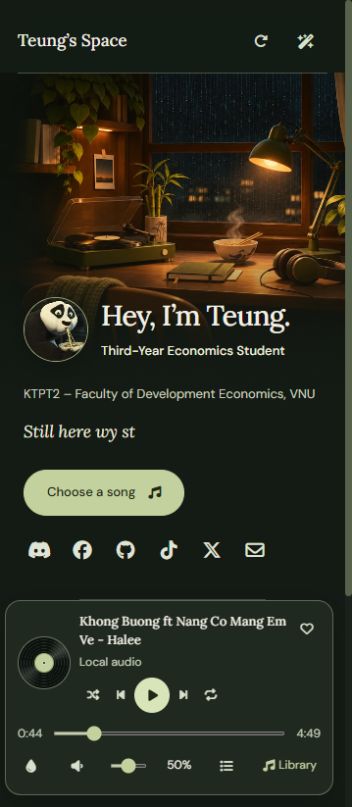 Teung's Space
Hey, I'm Teung.
Third-Year Economics Student
KTPT2 – Faculty of Development Economics, VNU
Still here wy st
Choose a song
Khong Buong ft Nang Co Mang Em
Ve - Halee
Local audio
0:44
4:49
50%
Library